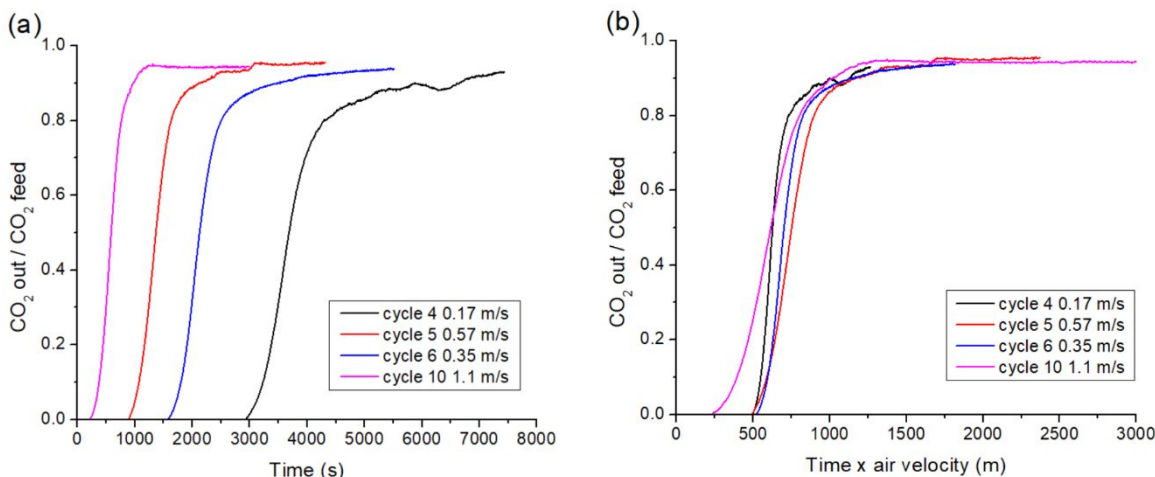 (a)
1.0
0.8
0.6
0.4
0.2
0.0
CO₂ out / CO₂ feed
cycle 4 0.17 m/s
cycle 5 0.57 m/s
cycle 6 0.35 m/s
cycle 10 1.1 m/s
0 1000 2000 3000 4000 5000 6000 7000 8000
Time (s)
(b)
1.0
0.8
0.6
0.4
0.2
0.0
CO₂ out / CO₂ feed
cycle 4 0.17 m/s
cycle 5 0.57 m/s
cycle 6 0.35 m/s
cycle 10 1.1 m/s
0 500 1000 1500 2000 2500 3000
Time x air velocity (m)